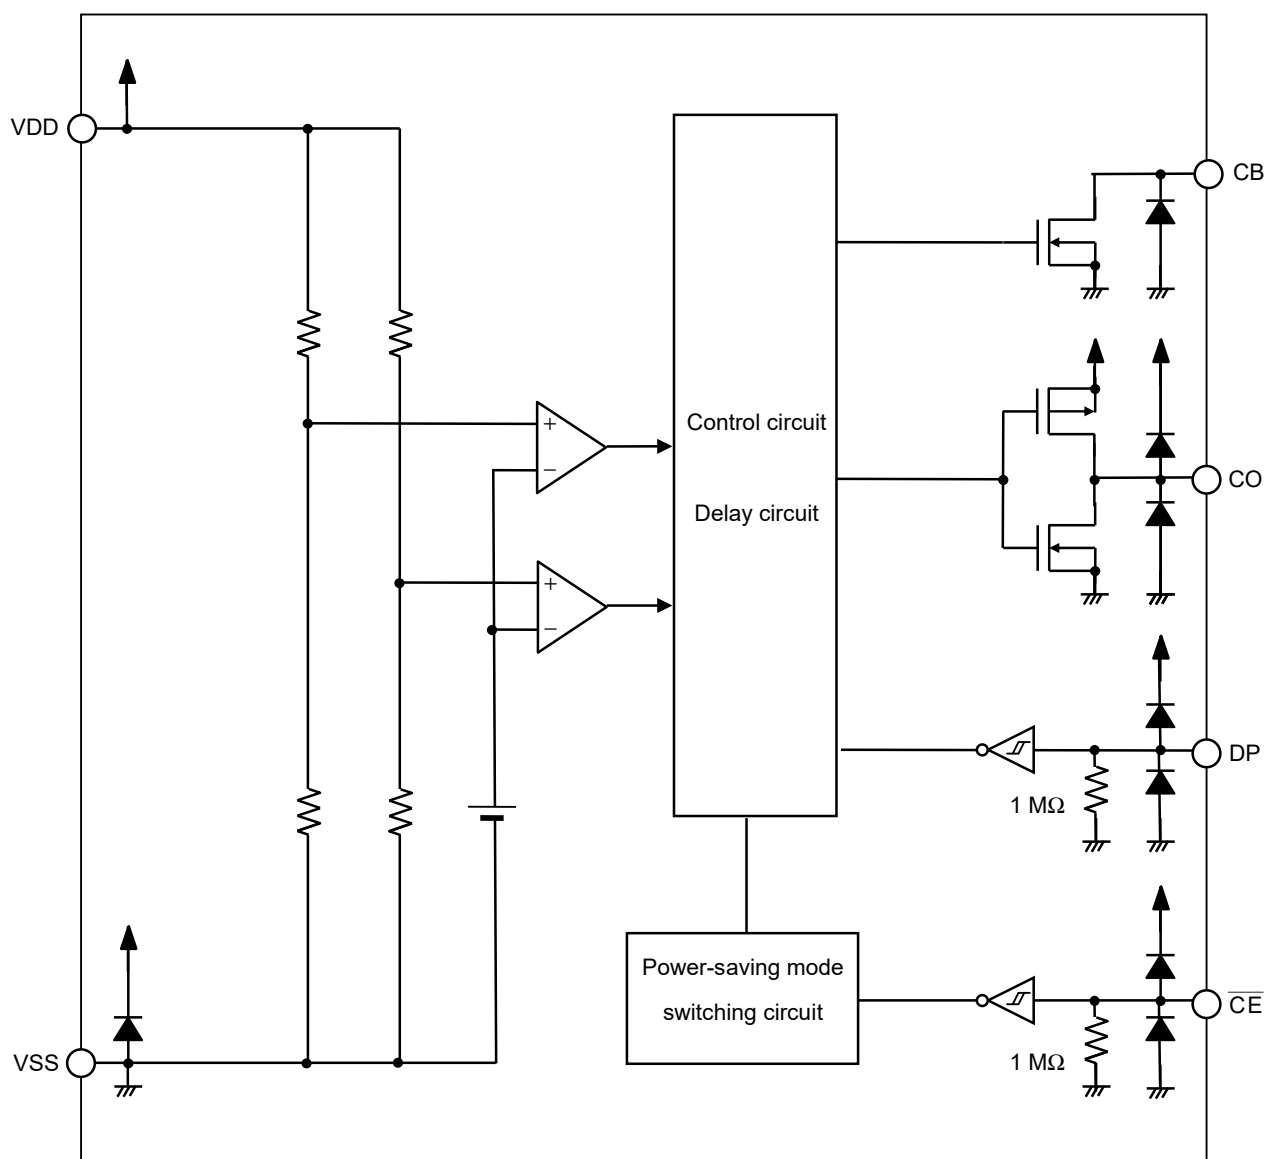 VDD
CB
+
−
Control circuit
CO
Delay circuit
+
−
DP
1 MΩ
Power-saving mode
switching circuit
CE
VSS
1 MΩ